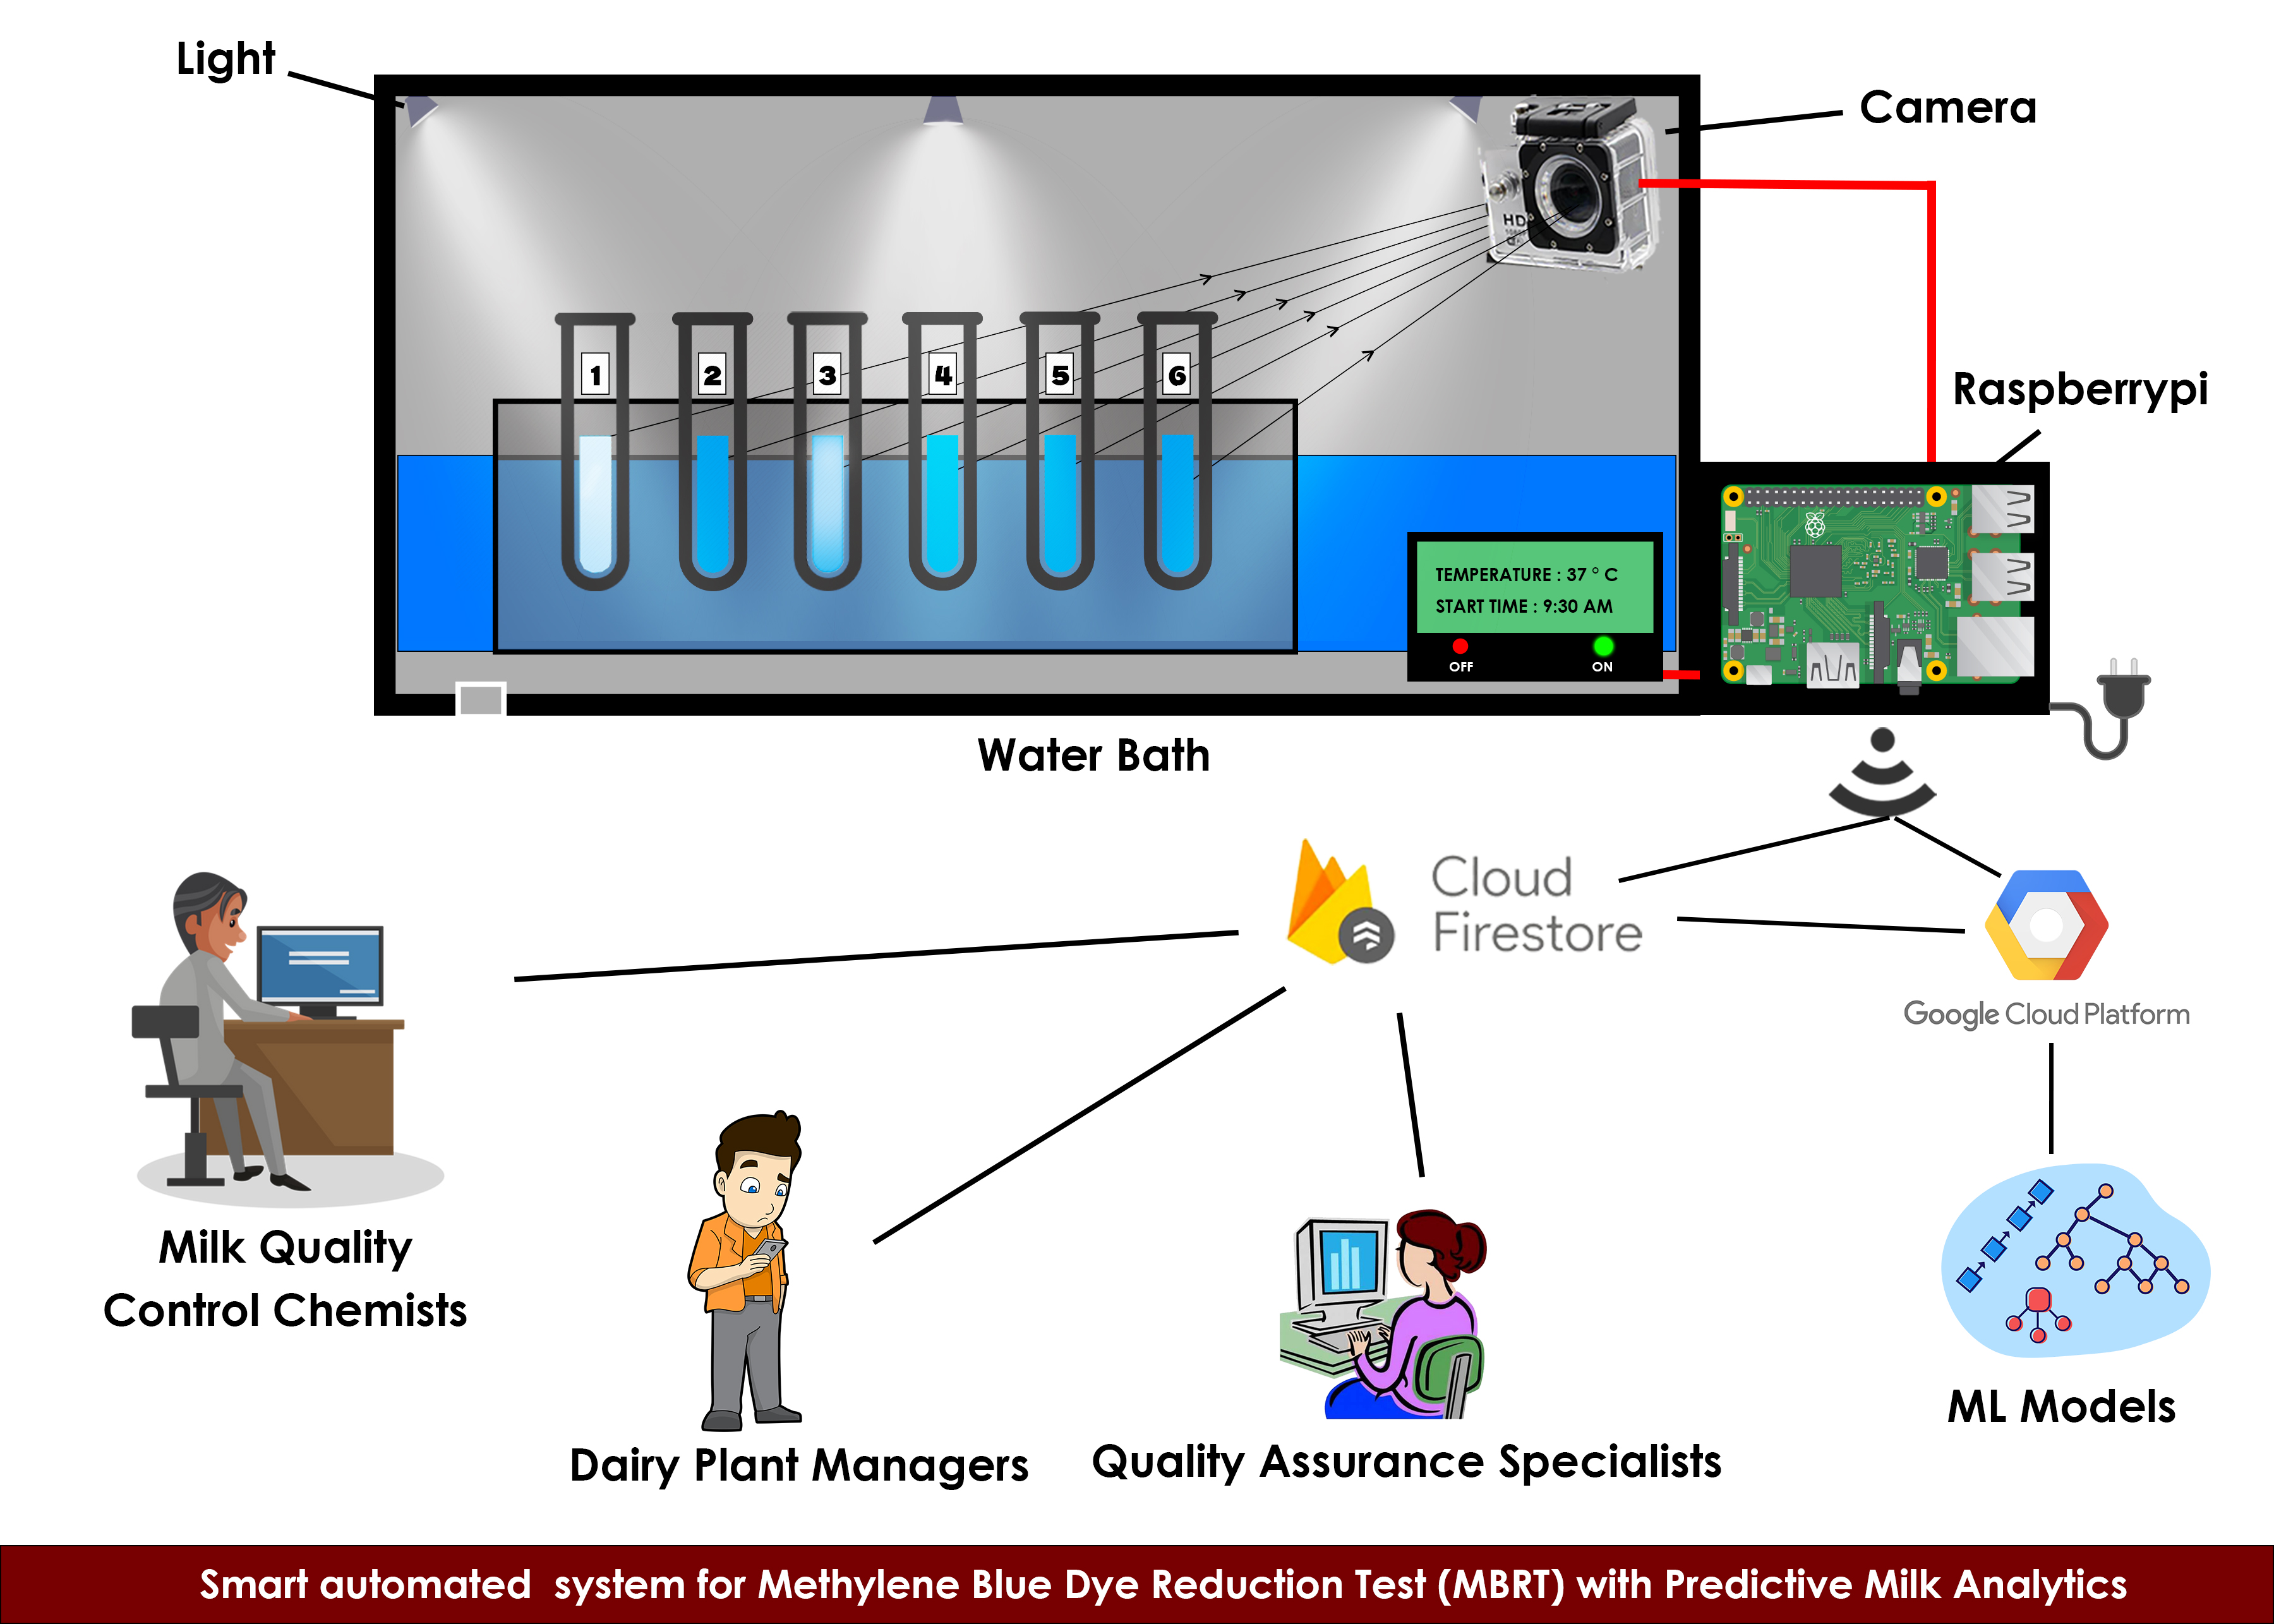 Light
Camera
HD
Raspberrypi
1
2
3
4
5
6
TEMPERATURE : 37 ° C
START TIME : 9:30 AM
OFF
ON
Water Bath
Cloud
Firestore
Google Cloud Platform
Milk Quality
Control Chemists
Dairy Plant Managers
Quality Assurance Specialists
ML Models
Smart automated system for Methylene Blue Dye Reduction Test (MBRT) with Predictive Milk Analytics